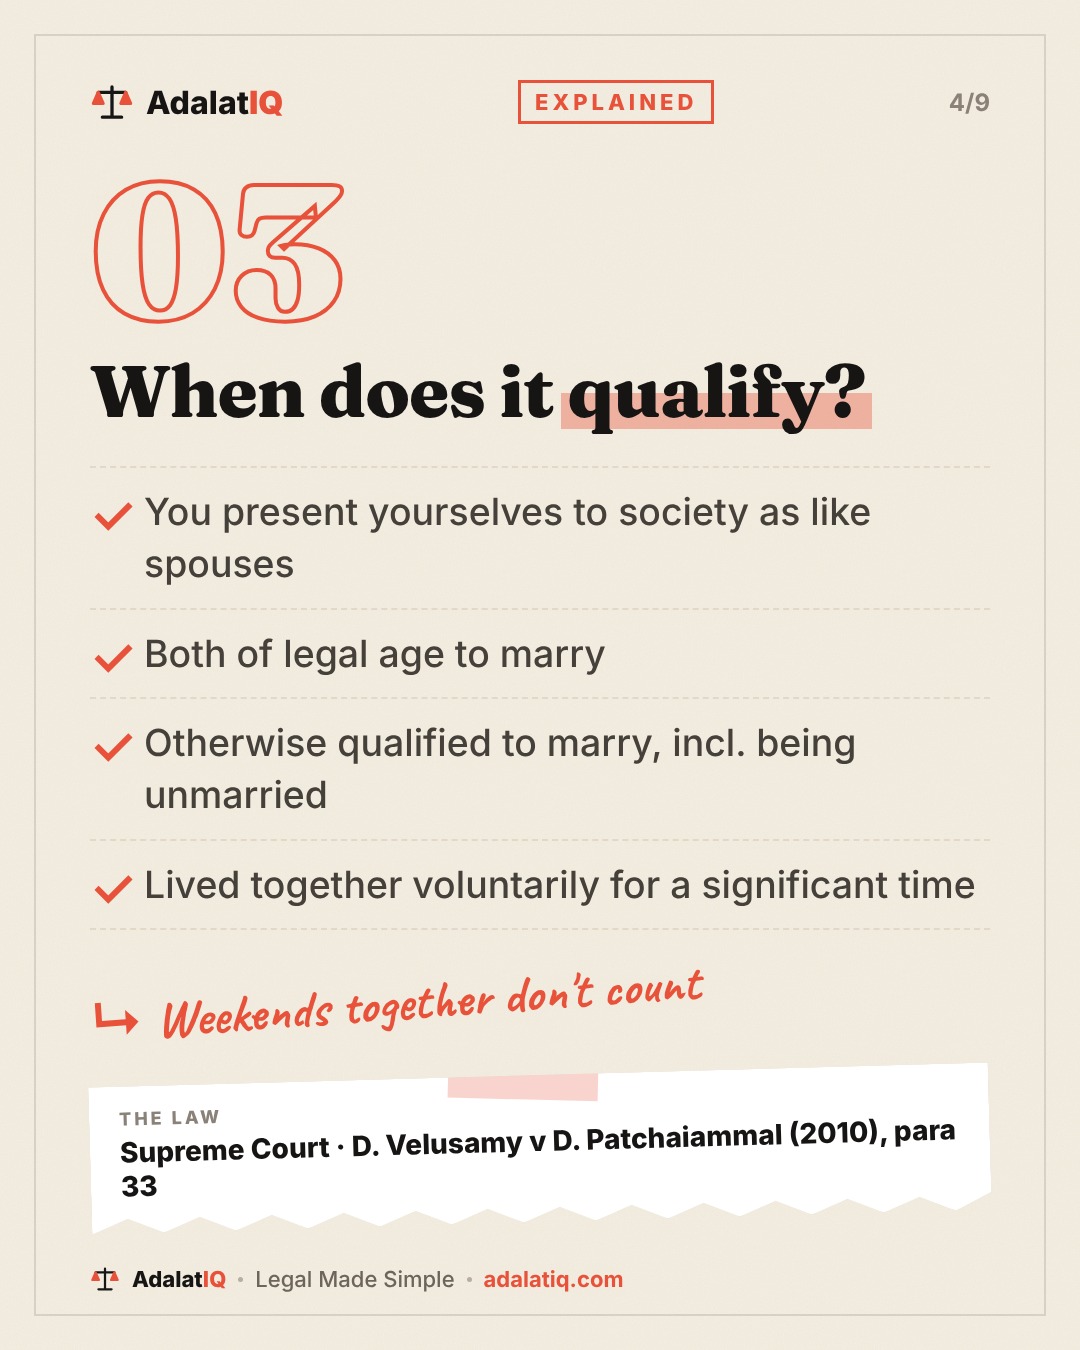 AdalatIQ
EXPLAINED
4/9
03
When does it qualify?
You present yourselves to society as like
spouses
Both of legal age to marry
Otherwise qualified to marry, incl. being
unmarried
Lived together voluntarily for a significant time
Weekends together don't count
THE LAW
Supreme Court · D. Velusamy v D. Patchaiammal (2010), para
33
AdalatIQ • Legal Made Simple • adalatiq.com